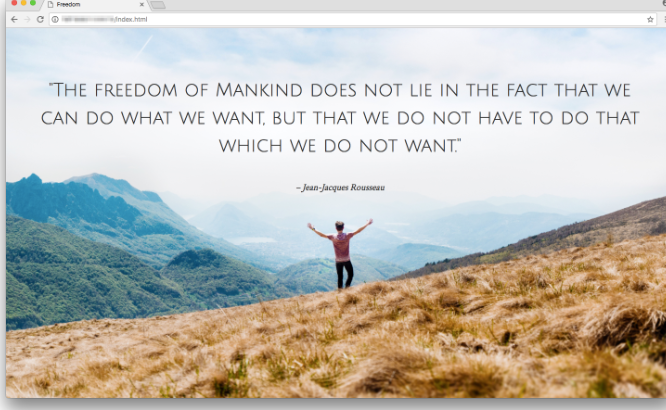 Freedom
/index.html
"The freedom of Mankind does not lie in the fact that we
can do what we want, but that we do not have to do that
which we do not want."
~ Jean-Jacques Rousseau